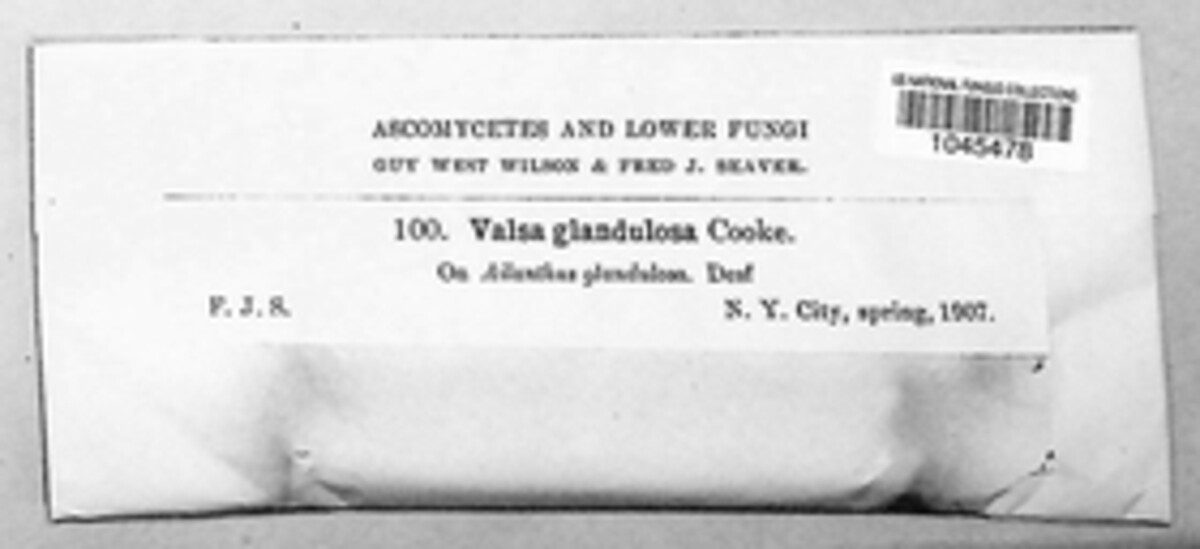 US NATIONAL FUNGUS COLLECTIONS
1045478
ASCOMYCETES AND LOWER FUNGI
GUY WEST WILSON & FRED J. SEAVER.
100. Valsa glandulosa Cooke.
On Ailanthus glandulosa. Deaf
F. J. S. N. Y. City, spring, 1907.